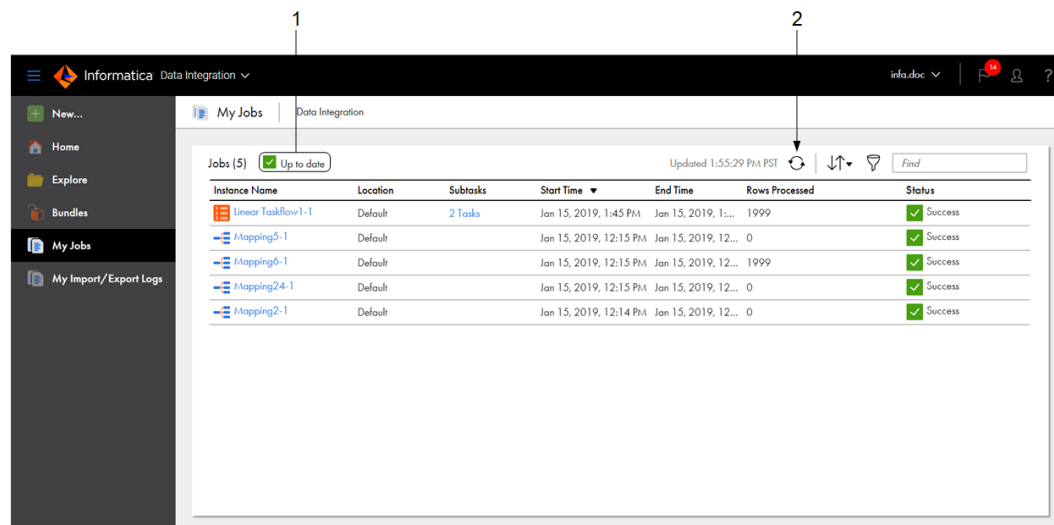 1 2
Informatica Data Integration infa.doc 14 ?
New... My Jobs Data Integration
Home
Explore
Bundles
My Jobs
My Import/Export Logs
Jobs (5) Up to date Updated 1:55:29 PM PST Find
Instance Name Location Subtasks Start Time End Time Rows Processed Status
Linear Taskflow1-1 Default 2 Tasks Jan 15, 2019, 1:45 PM Jan 15, 2019, 1:... 1999 Success
Mapping5-1 Default Jan 15, 2019, 12:15 PM Jan 15, 2019, 12... 0 Success
Mapping6-1 Default Jan 15, 2019, 12:15 PM Jan 15, 2019, 12... 1999 Success
Mapping24-1 Default Jan 15, 2019, 12:15 PM Jan 15, 2019, 12... 0 Success
Mapping2-1 Default Jan 15, 2019, 12:14 PM Jan 15, 2019, 12... 0 Success